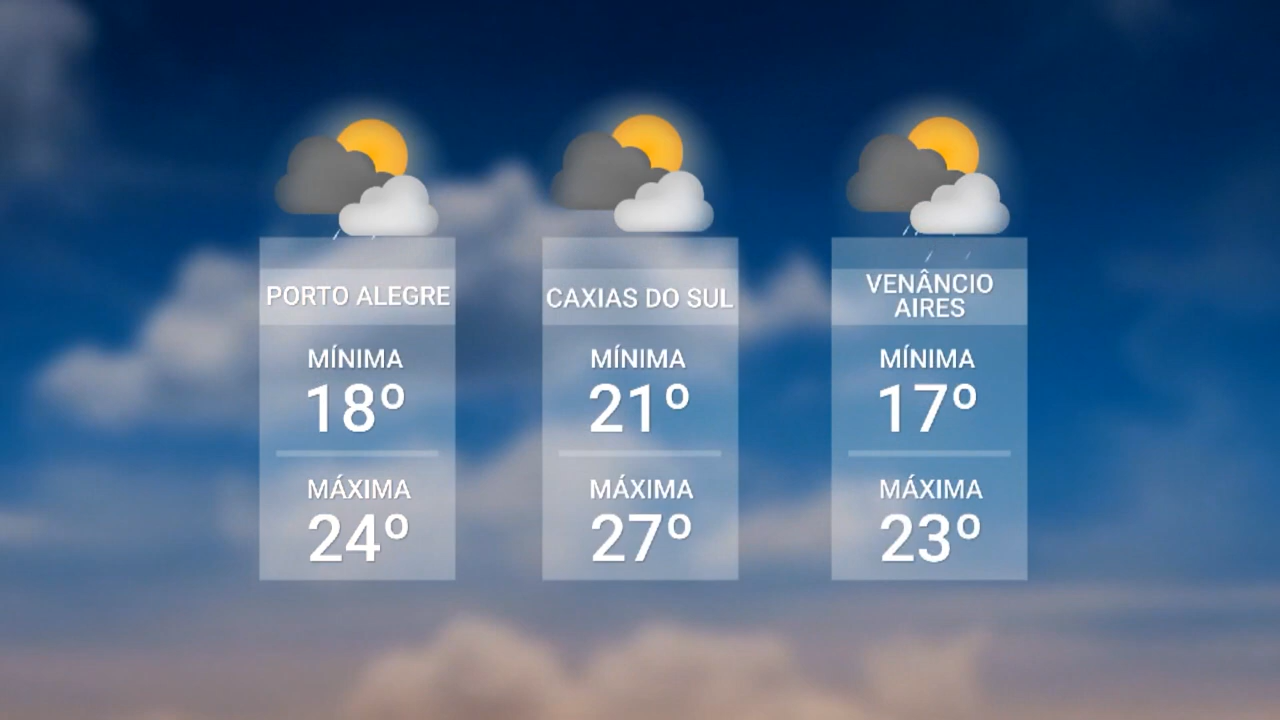 PORTO ALEGRE
MÍNIMA
18º
MÁXIMA
24º
CAXIAS DO SUL
MÍNIMA
21º
MÁXIMA
27º
VENÂNCIO
AIRES
MÍNIMA
17º
MÁXIMA
23º